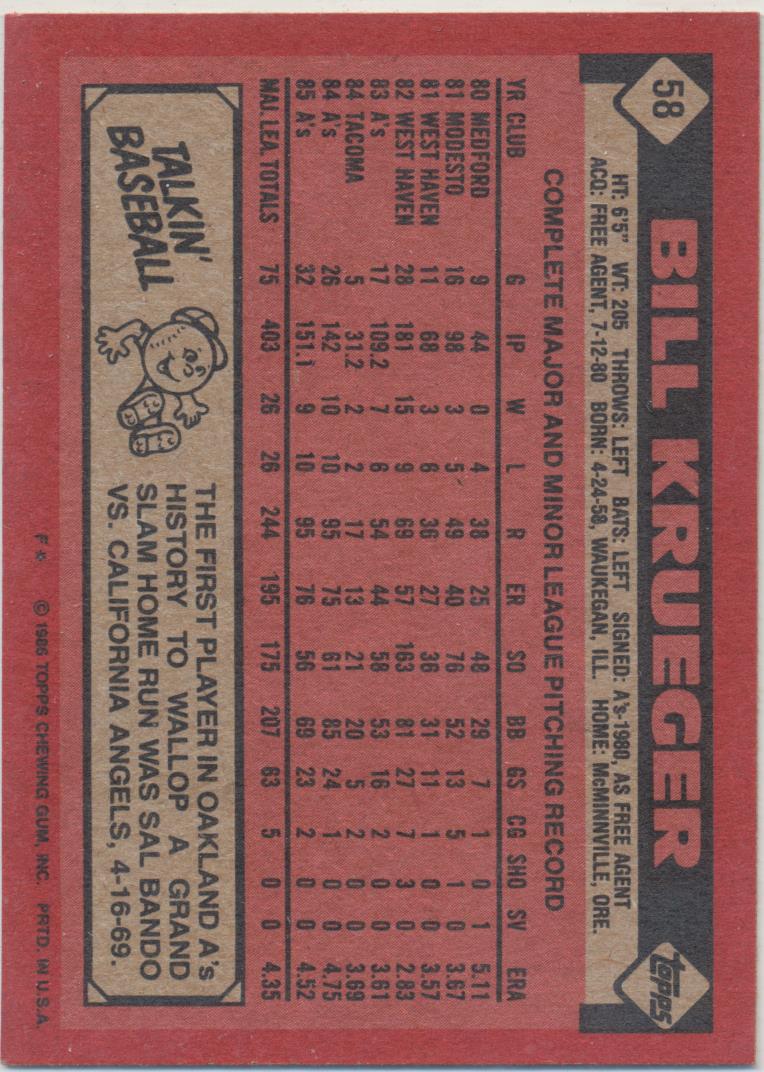 58
BILL KRUEGER
topps
HT: 6'5" WT: 205 THROWS: LEFT BATS: LEFT SIGNED: A's-1980, AS FREE AGENT
ACQ: FREE AGENT, 7-12-80 BORN: 4-24-58, WAUKEGAN, ILL. HOME: McMINNVILLE, ORE.
COMPLETE MAJOR AND MINOR LEAGUE PITCHING RECORD
YR CLUB G IP W L R ER SO BB GS CG SHO SV ERA
80 MEDFORD 9 44 0 4 38 25 48 29 7 1 0 1 5.11
81 MODESTO 16 98 3 5 49 40 76 52 13 5 1 0 3.67
81 WEST HAVEN 11 68 3 6 36 27 36 31 11 1 0 0 3.57
82 WEST HAVEN 28 181 15 9 69 57 163 81 27 7 3 0 2.83
83 A's 17 109.2 7 6 54 44 58 53 16 2 0 0 3.61
84 TACOMA 5 31.2 2 2 17 13 21 20 5 2 0 0 3.69
84 A's 26 142 10 10 95 75 61 85 24 1 0 0 4.75
85 A's 32 151.1 9 10 95 76 56 69 23 2 0 0 4.52
MAJ. LEA. TOTALS 75 403 26 26 244 195 175 207 63 5 0 0 4.35
TALKIN'
BASEBALL
THE FIRST PLAYER IN OAKLAND A's
HISTORY TO WALLOP A GRAND
SLAM HOME RUN WAS SAL BANDO
VS. CALIFORNIA ANGELS, 4-16-69.
F* © 1986 TOPPS CHEWING GUM, INC. PRTD. IN U.S.A.